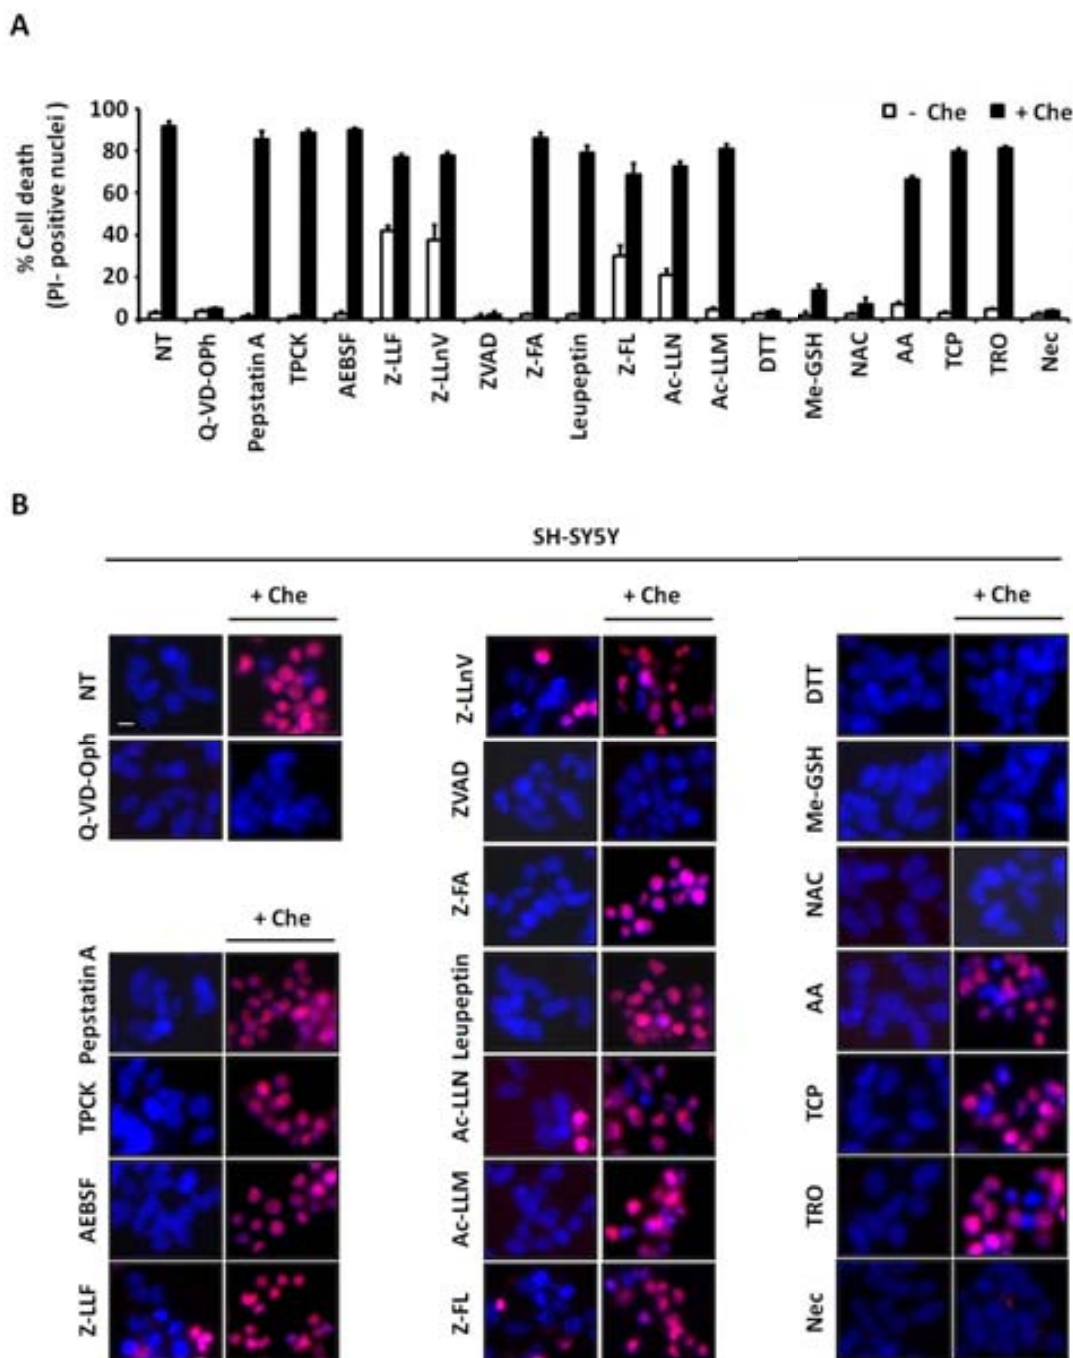 A
% Cell death
(PI- positive nuclei )
100
80
60
40
20
0
- Che
+ Che
NT
Q-VD-OPh
Pepstatin A
TPCK
AEBSF
Z-LLF
Z-LLnV
ZVAD
Z-FA
Leupeptin
Z-FL
Ac-LLN
Ac-LLM
DTT
Me-GSH
NAC
AA
TCP
TRO
Nec
B
SH-SY5Y
+ Che
NT
Q-VD-Oph
+ Che
Pepstatin A
TPCK
AEBSF
Z-LLF
+ Che
Z-LLnV
ZVAD
Z-FA
Leupeptin
Ac-LLN
Ac-LLM
Z-FL
+ Che
DTT
Me-GSH
NAC
AA
TCP
TRO
Nec